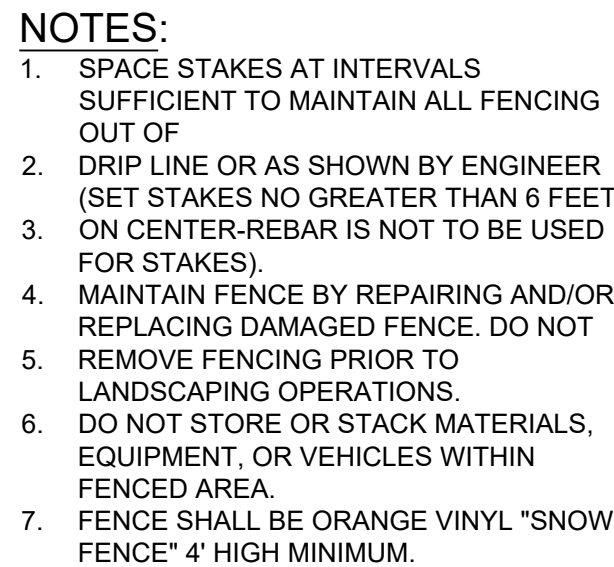 NOTES:
1. SPACE STAKES AT INTERVALS
SUFFICIENT TO MAINTAIN ALL FENCING
OUT OF
2. DRIP LINE OR AS SHOWN BY ENGINEER
(SET STAKES NO GREATER THAN 6 FEET
3. ON CENTER-REBAR IS NOT TO BE USED
FOR STAKES).
4. MAINTAIN FENCE BY REPAIRING AND/OR
REPLACING DAMAGED FENCE. DO NOT
5. REMOVE FENCING PRIOR TO
LANDSCAPING OPERATIONS.
6. DO NOT STORE OR STACK MATERIALS,
EQUIPMENT, OR VEHICLES WITHIN
FENCED AREA.
7. FENCE SHALL BE ORANGE VINYL "SNOW
FENCE" 4' HIGH MINIMUM.